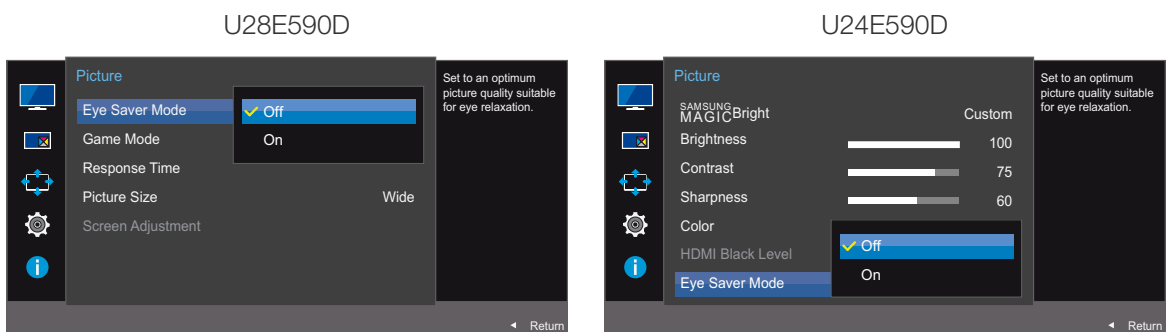 U28E590D
Picture
Eye Saver Mode
Off
On
Game Mode
Response Time
Picture Size Wide
Screen Adjustment
Set to an optimum
picture quality suitable
for eye relaxation.
Return
U24E590D
Picture
SAMSUNG
MAGIC Bright Custom
Brightness 100
Contrast 75
Sharpness 60
Color
HDMI Black Level
Eye Saver Mode
Off
On
Set to an optimum
picture quality suitable
for eye relaxation.
Return